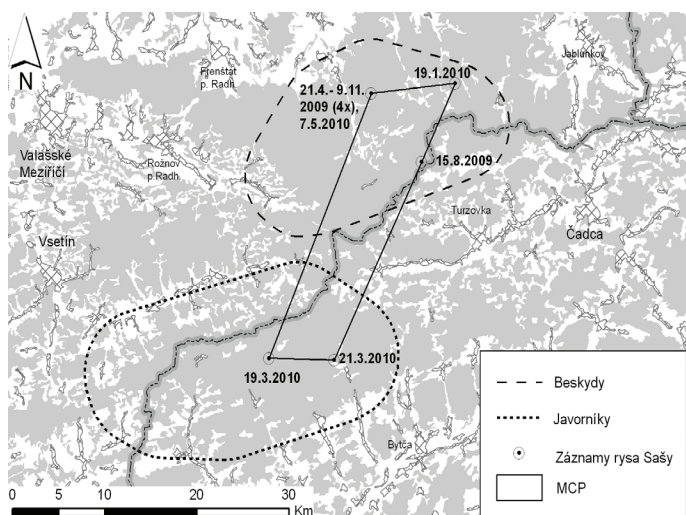 N
Frenštát
p. Radh.
Jablunkov
19.1.2010
21.4.- 9.11.
2009 (4x),
7.5.2010
Valašské
Meziříčí
Rožnov
p.Radh.
15.8.2009
Turzovka
Čadca
Vsetín
21.3.2010
19.3.2010
Bytča
Beskydy
Javorníky
Záznamy rysa Sašy
MCP
0 5 10 20 30
Km